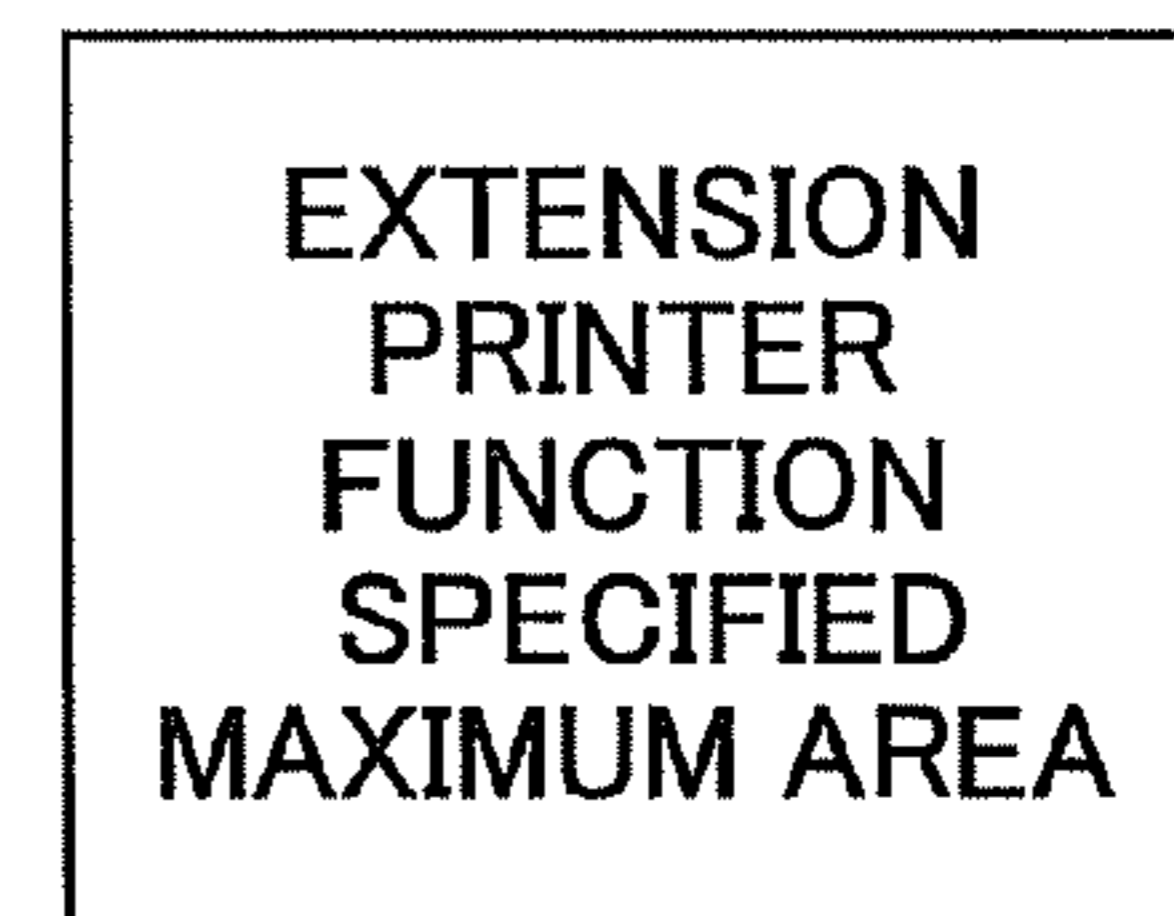 EXTENSION
PRINTER
FUNCTION
SPECIFIED
MAXIMUM AREA